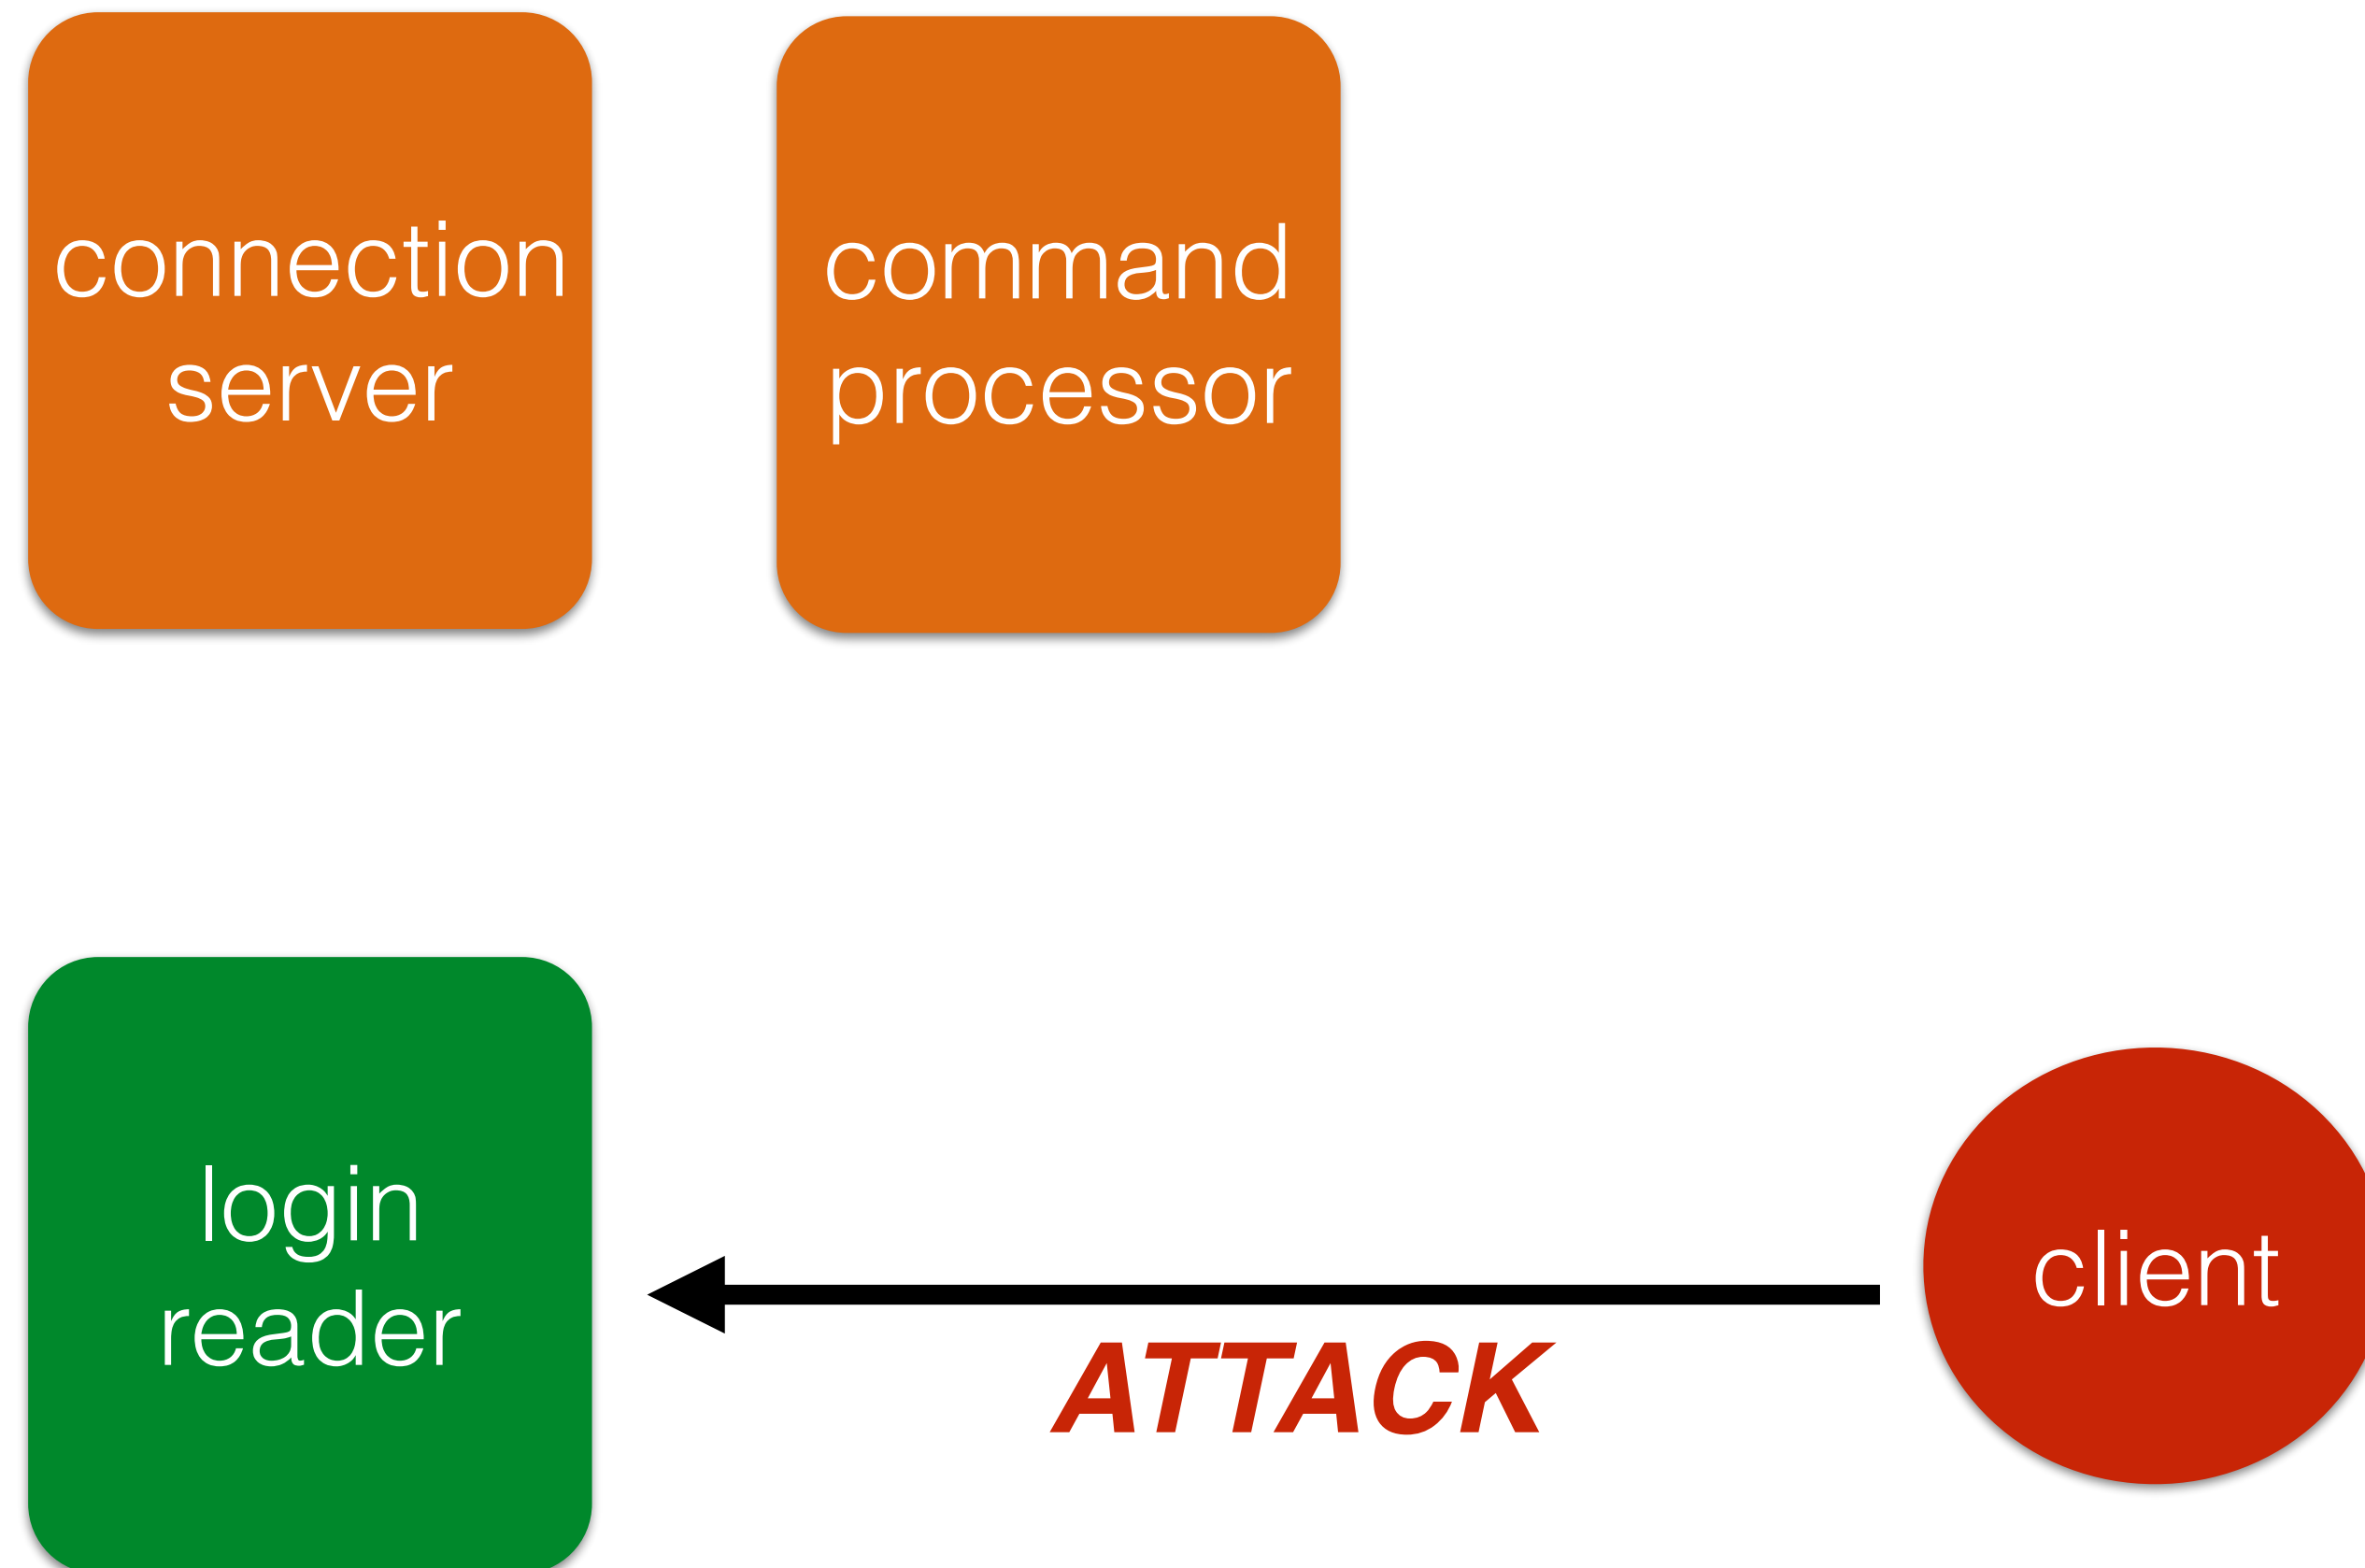 connection
server
command
processor
login
reader
client
ATTACK